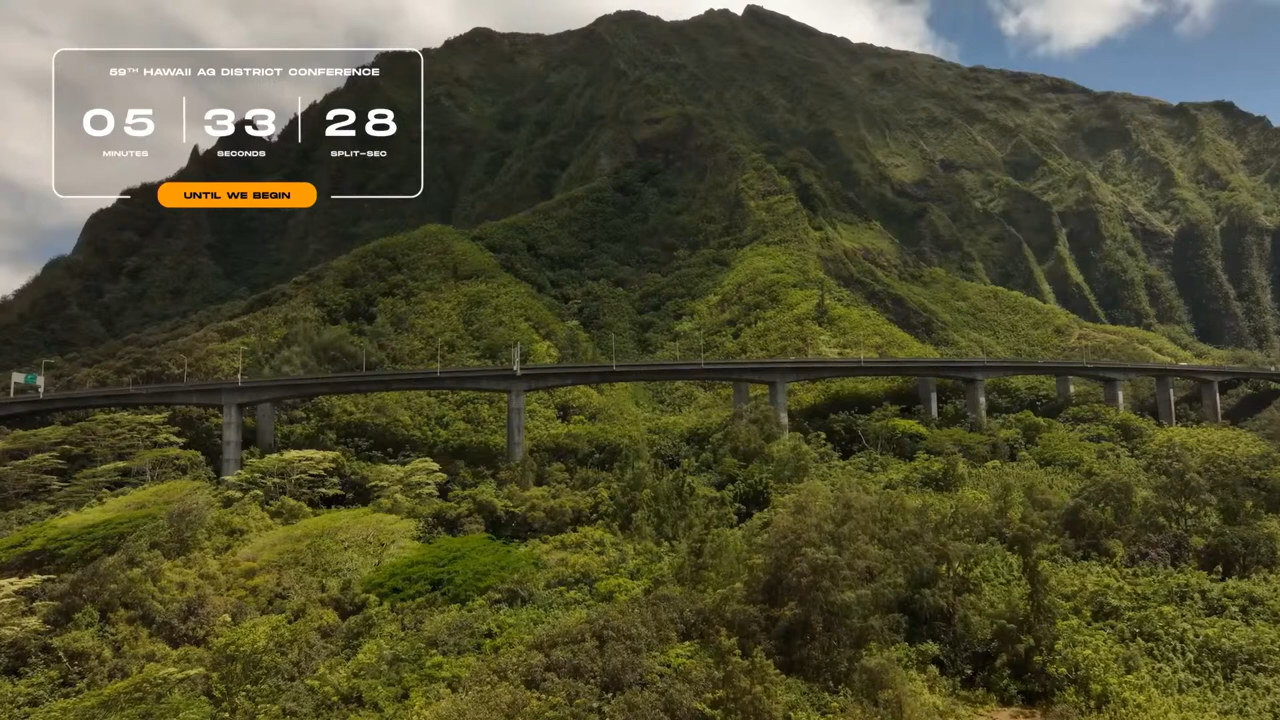 59TH HAWAII AG DISTRICT CONFERENCE
05 33 28
MINUTES SECONDS SPLIT-SEC
UNTIL WE BEGIN